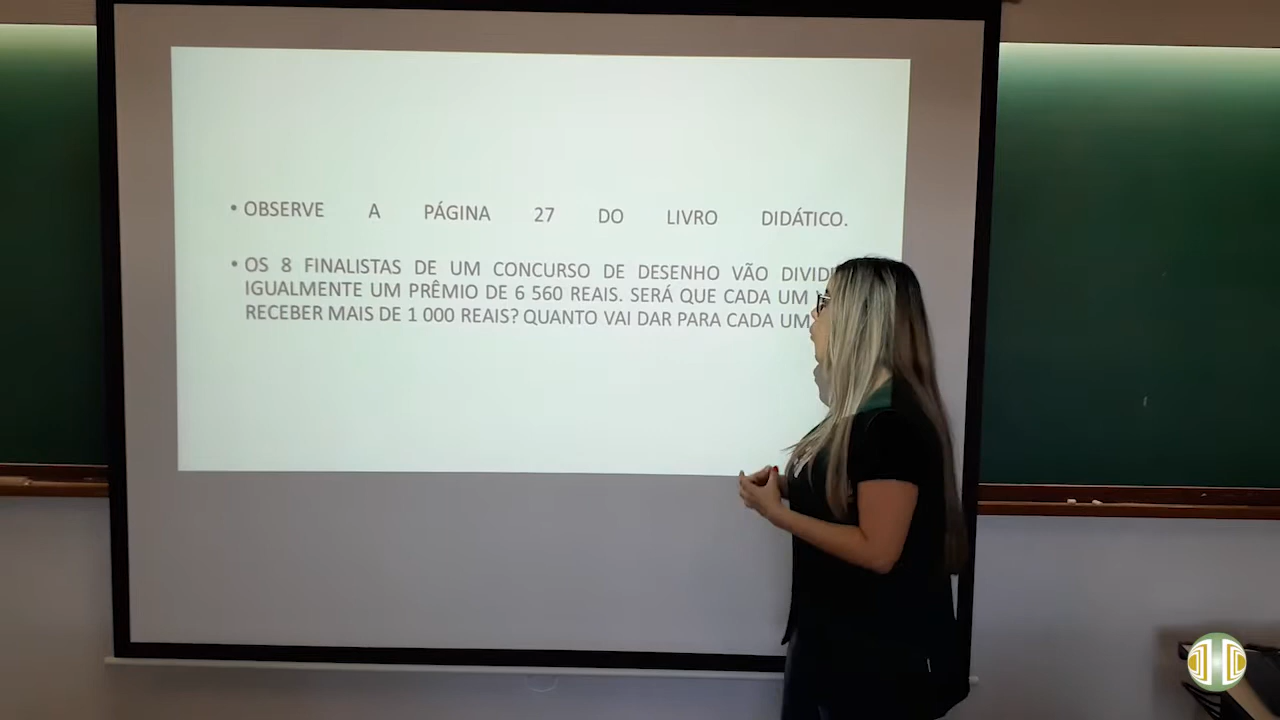 • OBSERVE A PÁGINA 27 DO LIVRO DIDÁTICO.
• OS 8 FINALISTAS DE UM CONCURSO DE DESENHO VÃO
IGUALMENTE UM PRÊMIO DE 6 560 REAIS. SERÁ QUE CADA UM
RECEBER MAIS DE 1 000 REAIS? QUANTO VAI DAR PARA CADA UM